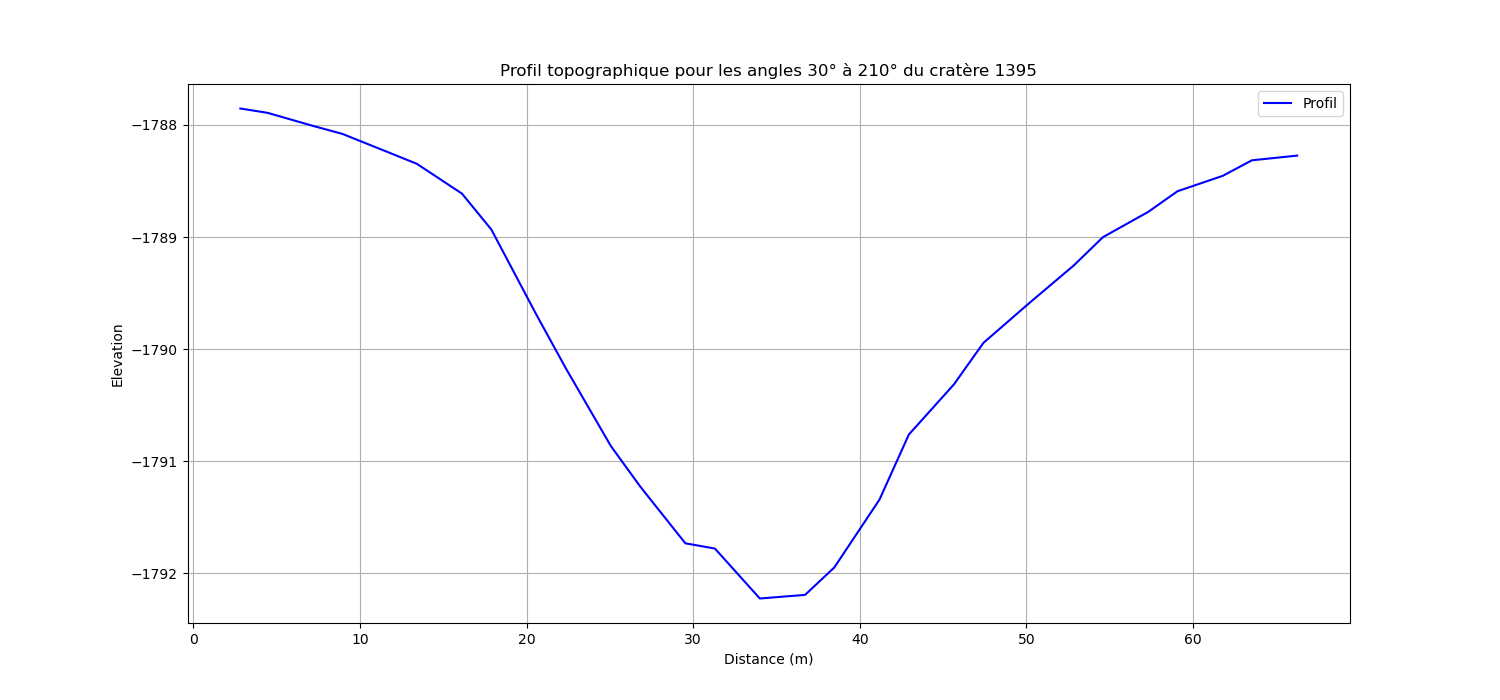 Profil topographique pour les angles 30° à 210° du cratère 1395
Profil
−1788
−1789
−1790
−1791
−1792
Elevation
0 10 20 30 40 50 60
Distance (m)